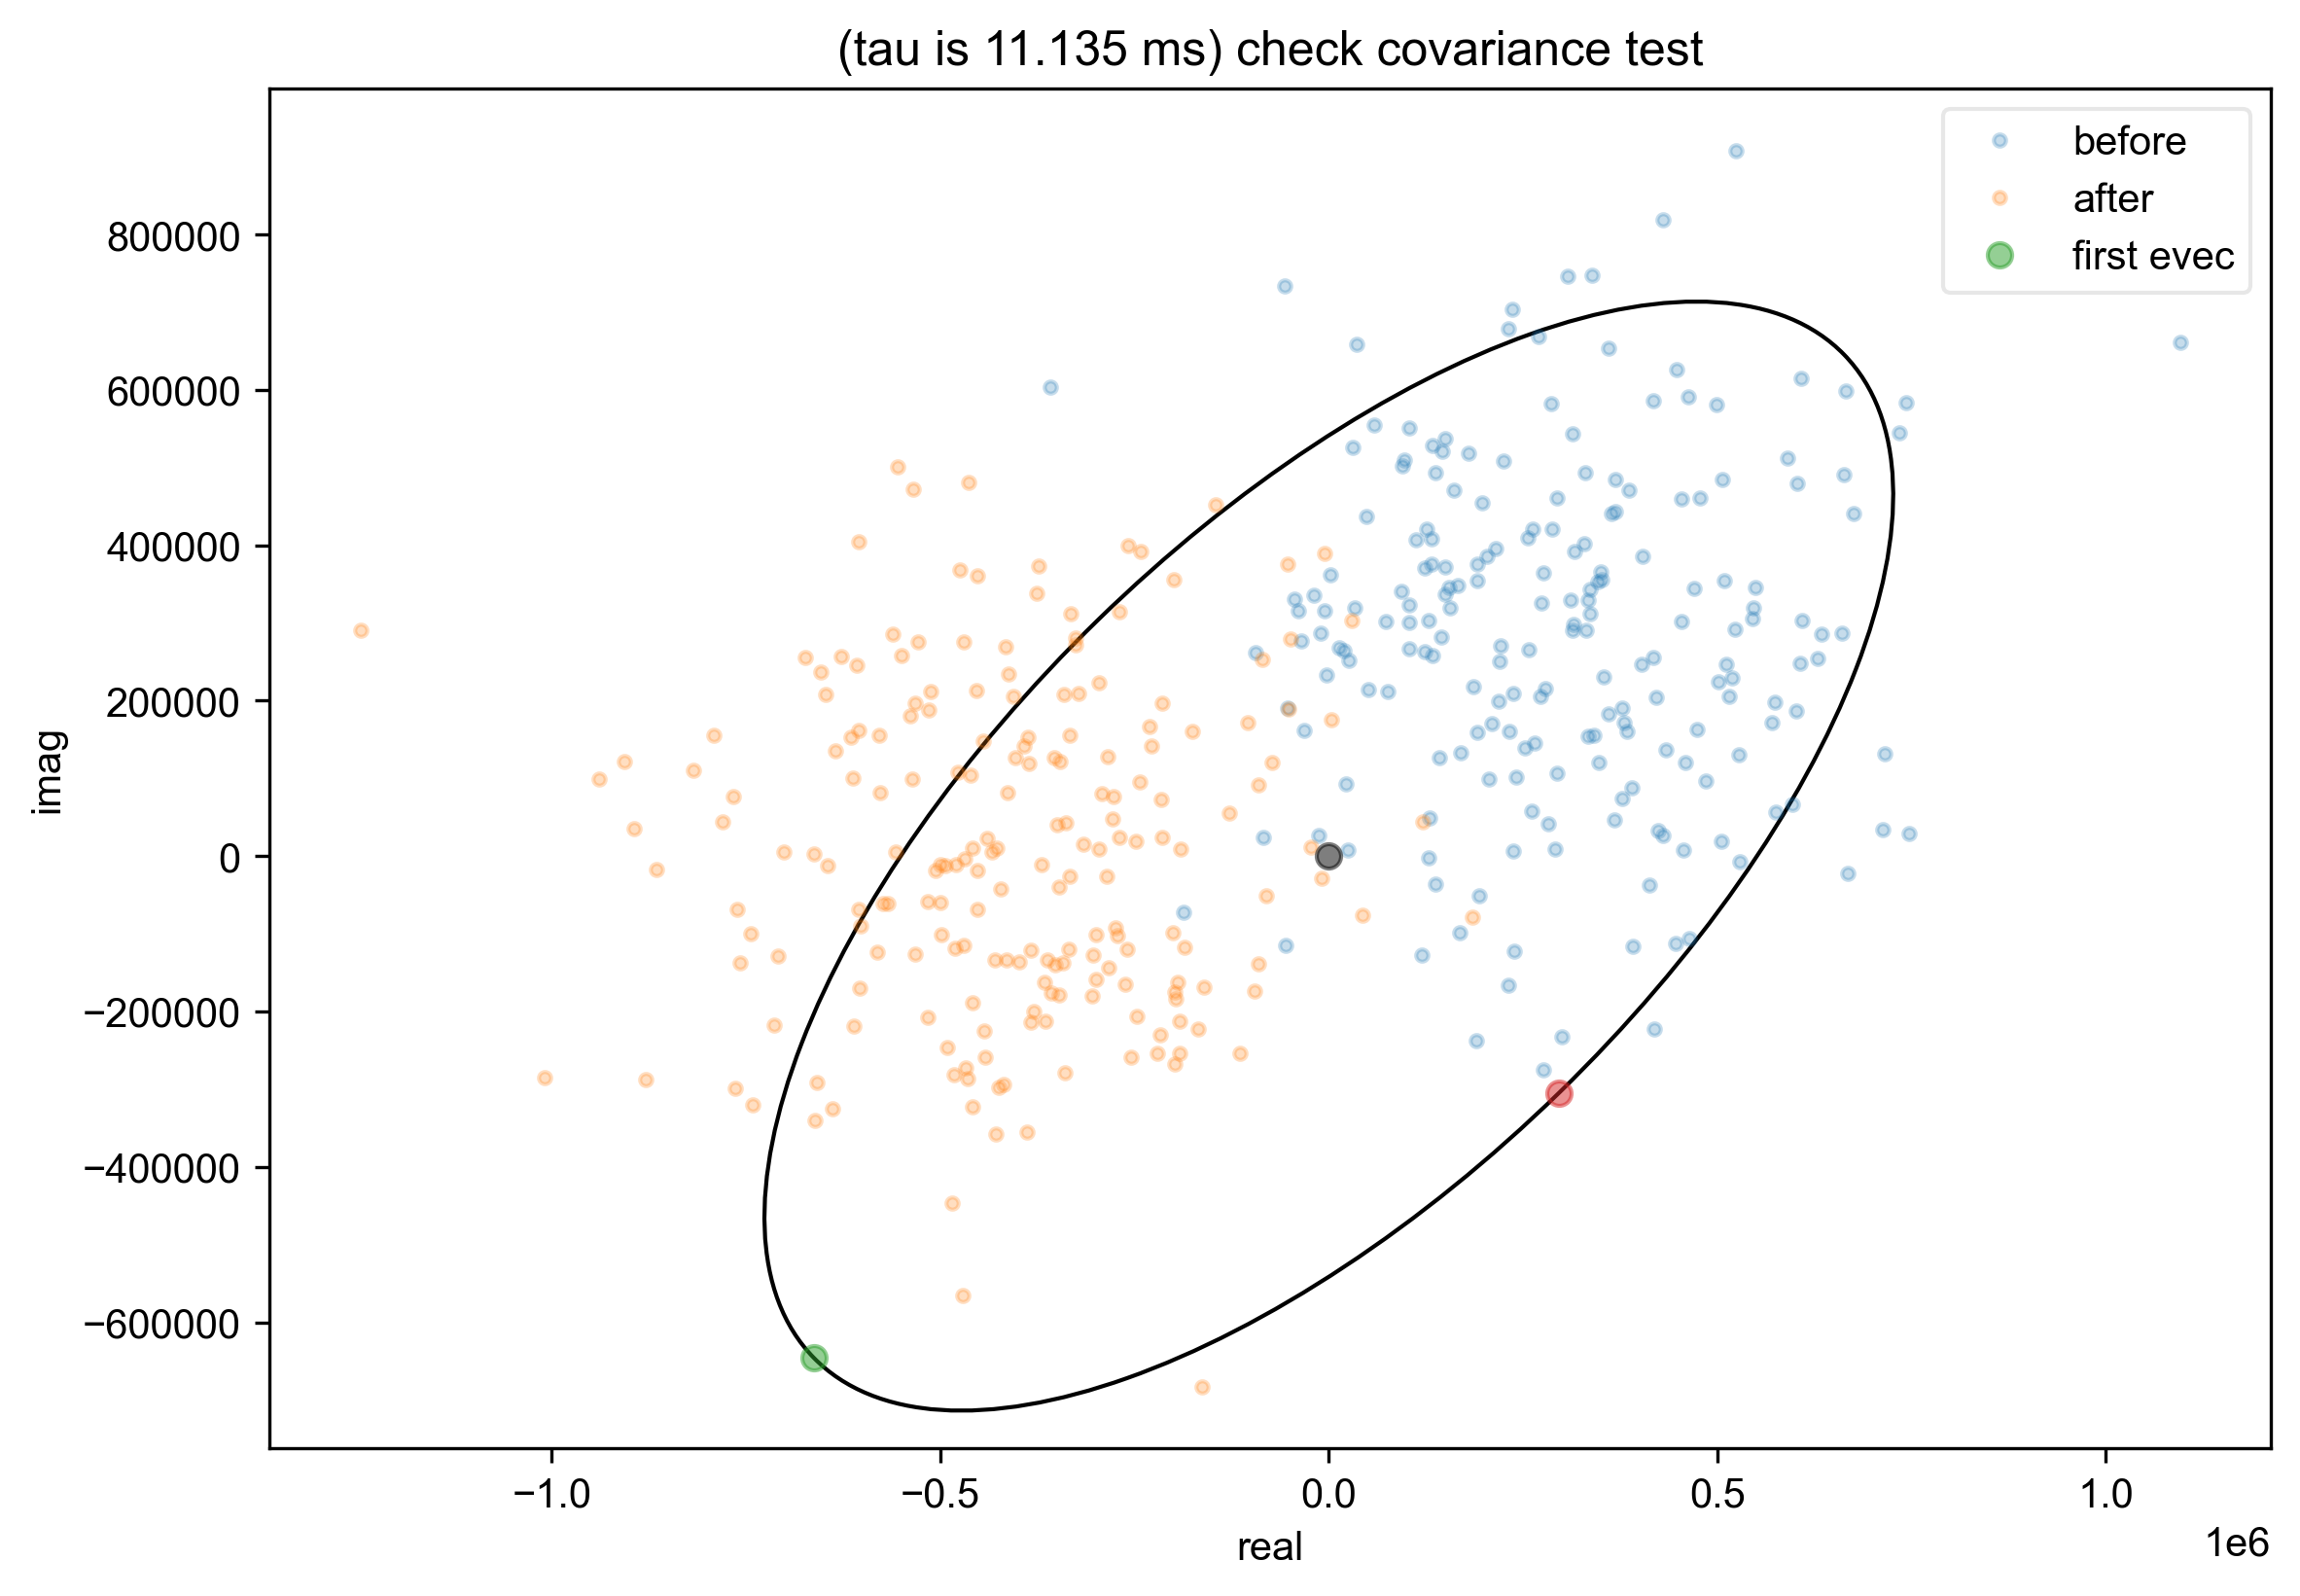 (tau is 11.135 ms) check covariance test
before
after
first evec
800000
600000
400000
200000
0
−200000
−400000
−600000
imag
−1.0
−0.5
0.0
0.5
1.0
1e6
real